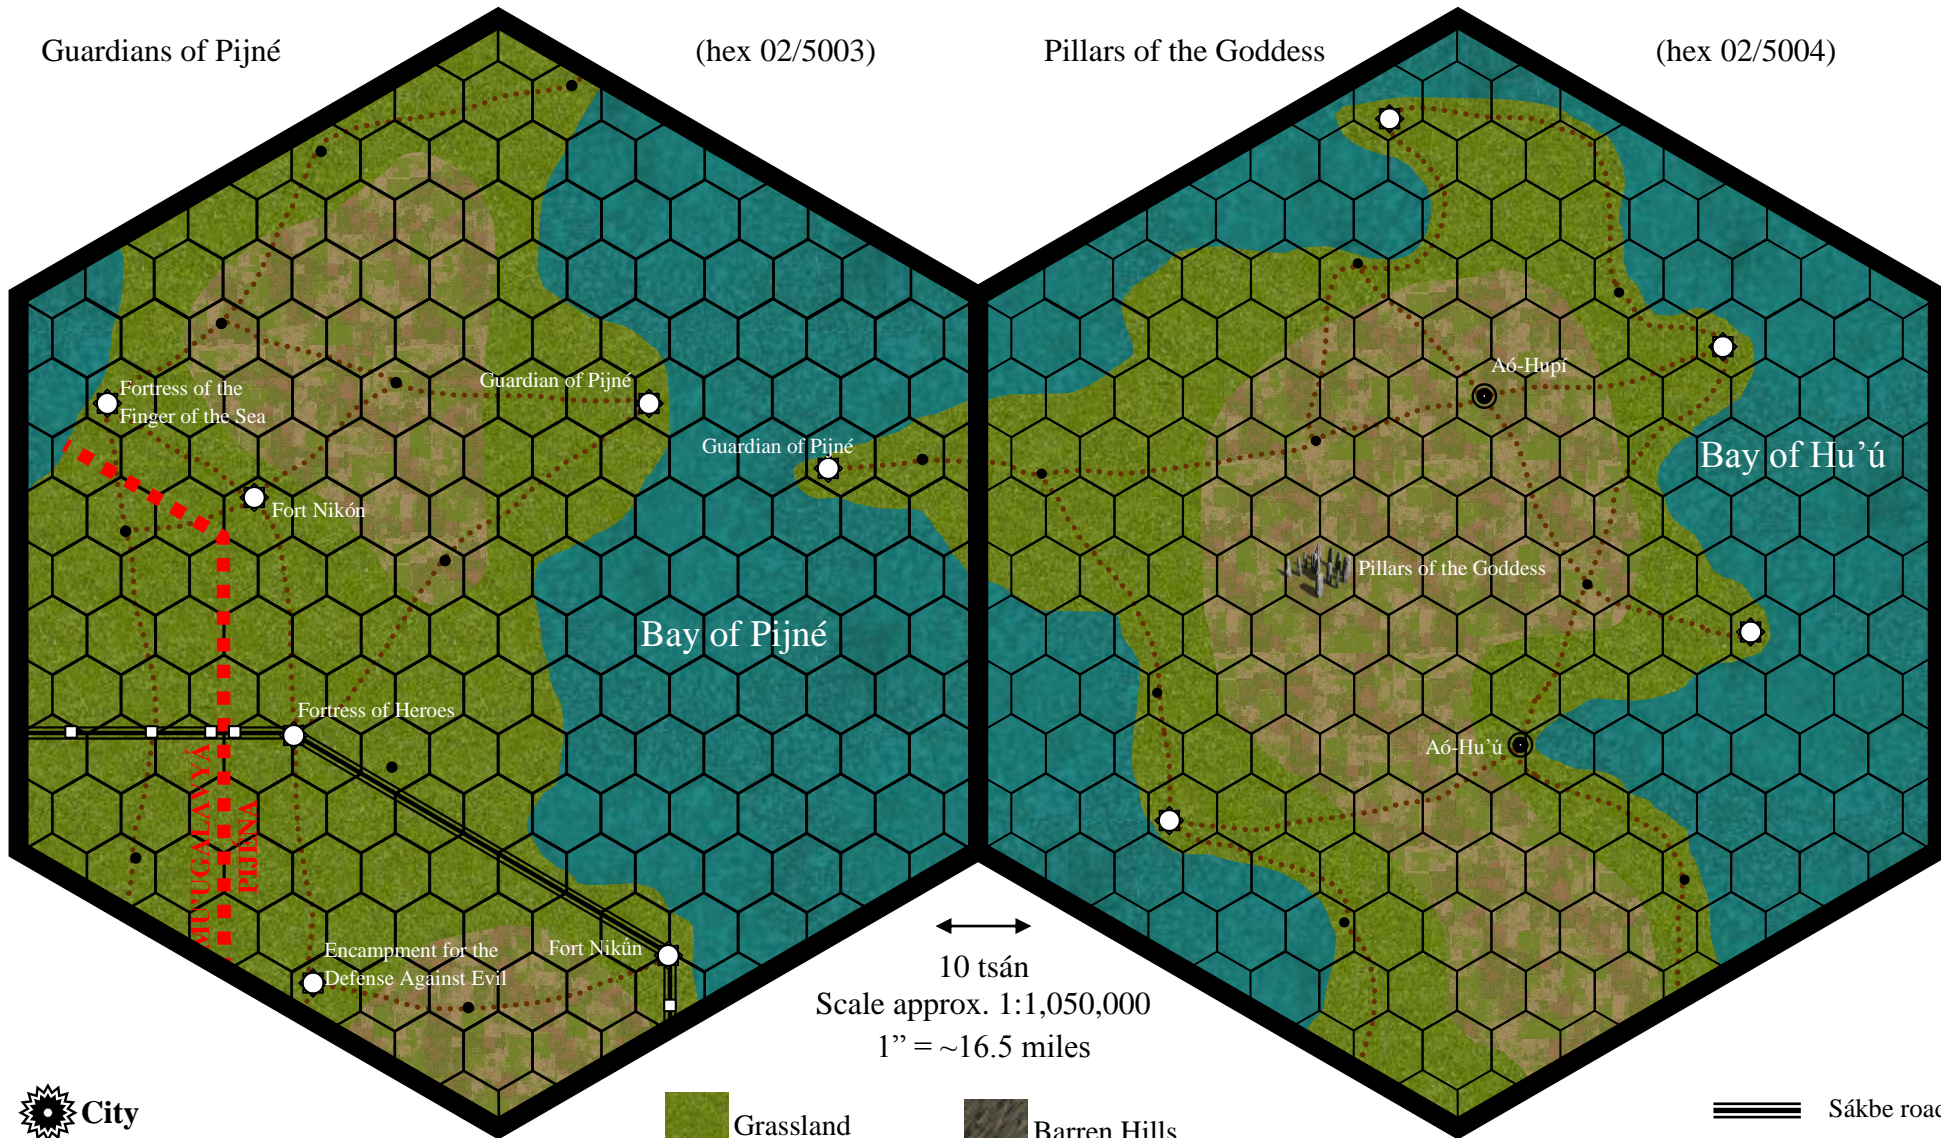 Guardians of Pijné
(hex 02/5003)
Pillars of the Goddess
(hex 02/5004)
Aó-Hupí
Guardian of Pijné
Fortress of the
Finger of the Sea
Guardian of Pijné
Bay of Hu’ú
Fort Nikón
Pillars of the Goddess
Bay of Pijné
Fortress of Heroes
Aó-Hu’ú
MU’UGALAVYÁ
PIJÉNA
Encampment for the
Defense Against Evil
Fort Nikǘn
10 tsán
Scale approx. 1:1,050,000
1” = ~16.5 miles
City
Grassland
Barren Hills
Sákbe road